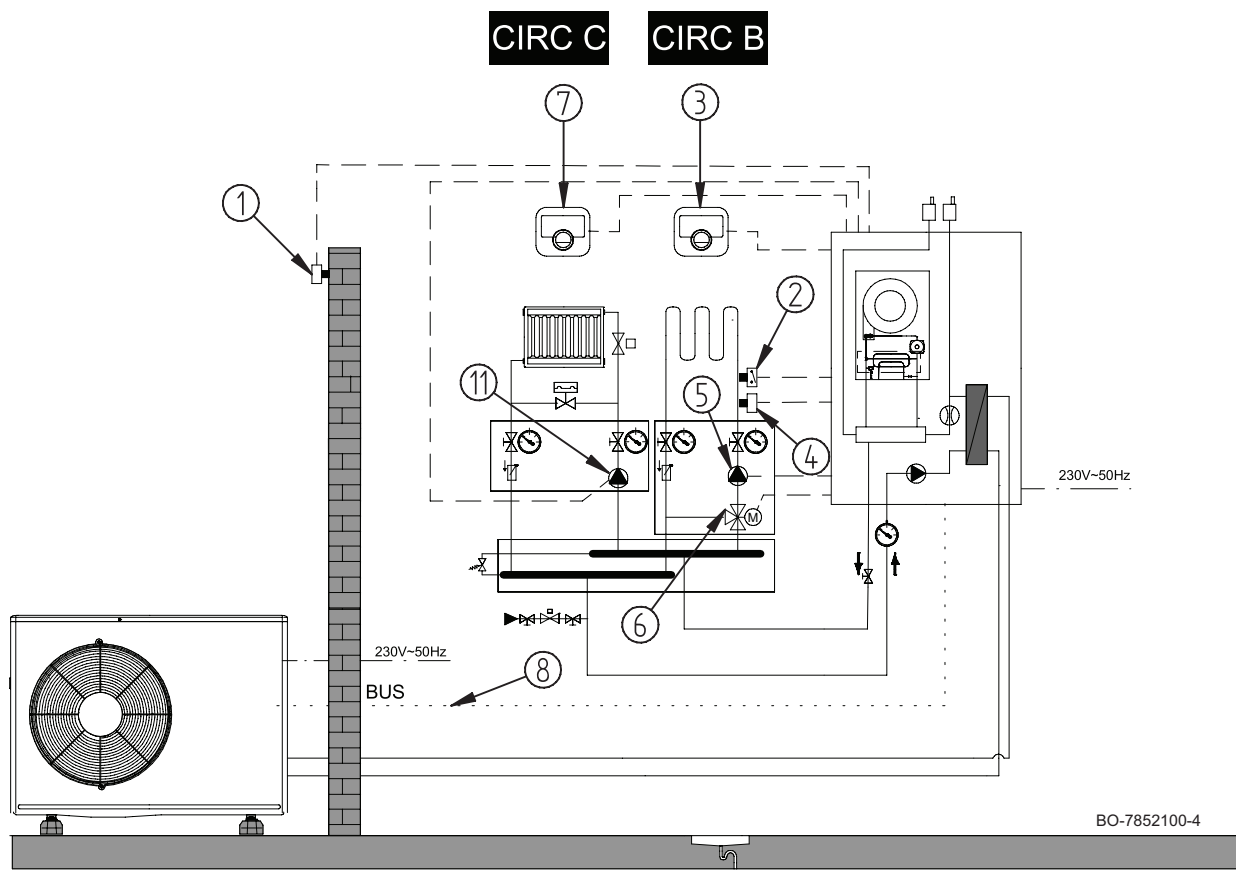 CIRC C CIRC B
7 3
1
2
11 5
4
230V~50Hz
M
6
230V~50Hz 8
BUS
BO-7852100-4